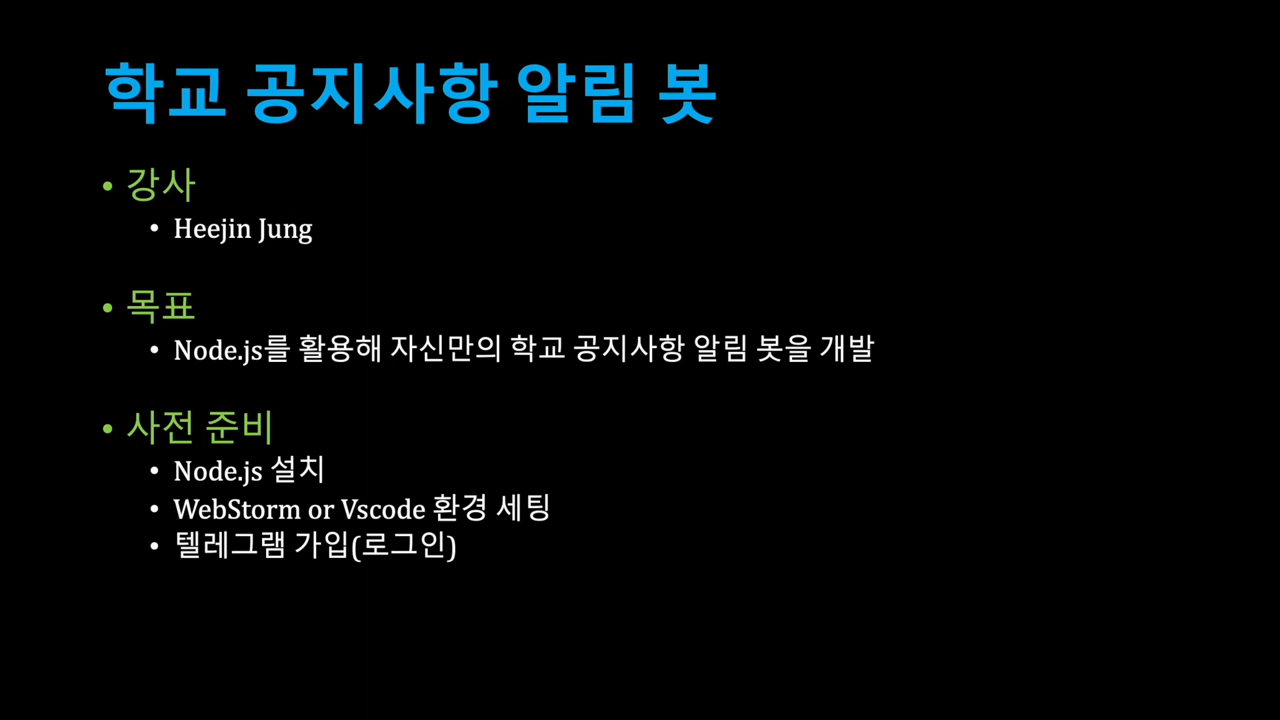 학교 공지사항 알림 봇
• 강사
• Heejin Jung
• 목표
• Node.js를 활용해 자신만의 학교 공지사항 알림 봇을 개발
• 사전 준비
• Node.js 설치
• WebStorm or Vscode 환경 세팅
• 텔레그램 가입(로그인)